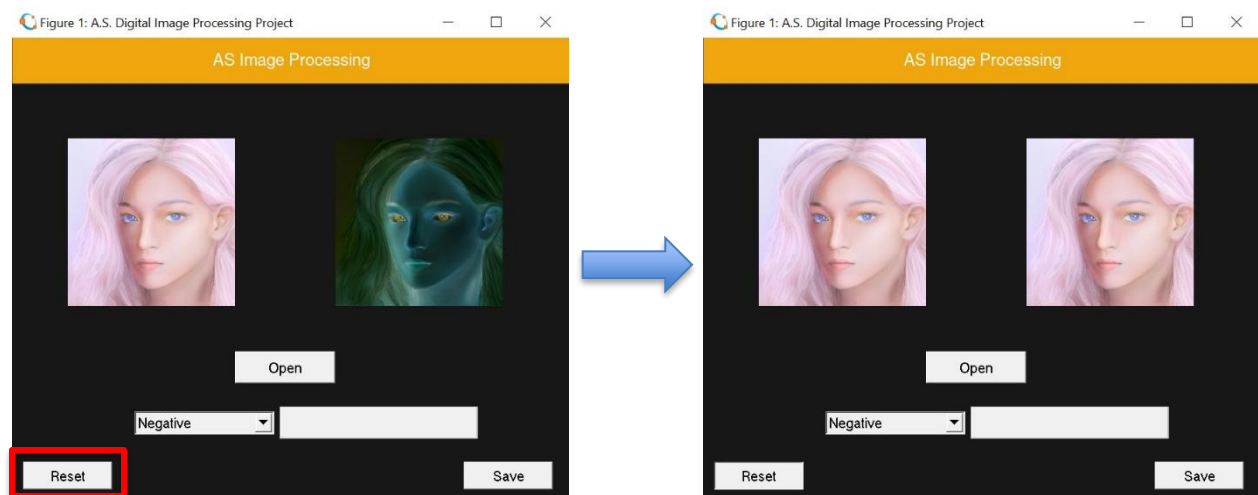 Figure 1: A.S. Digital Image Processing Project
AS Image Processing
Open
Negative
Reset
Save
Figure 1: A.S. Digital Image Processing Project
AS Image Processing
Open
Negative
Reset
Save